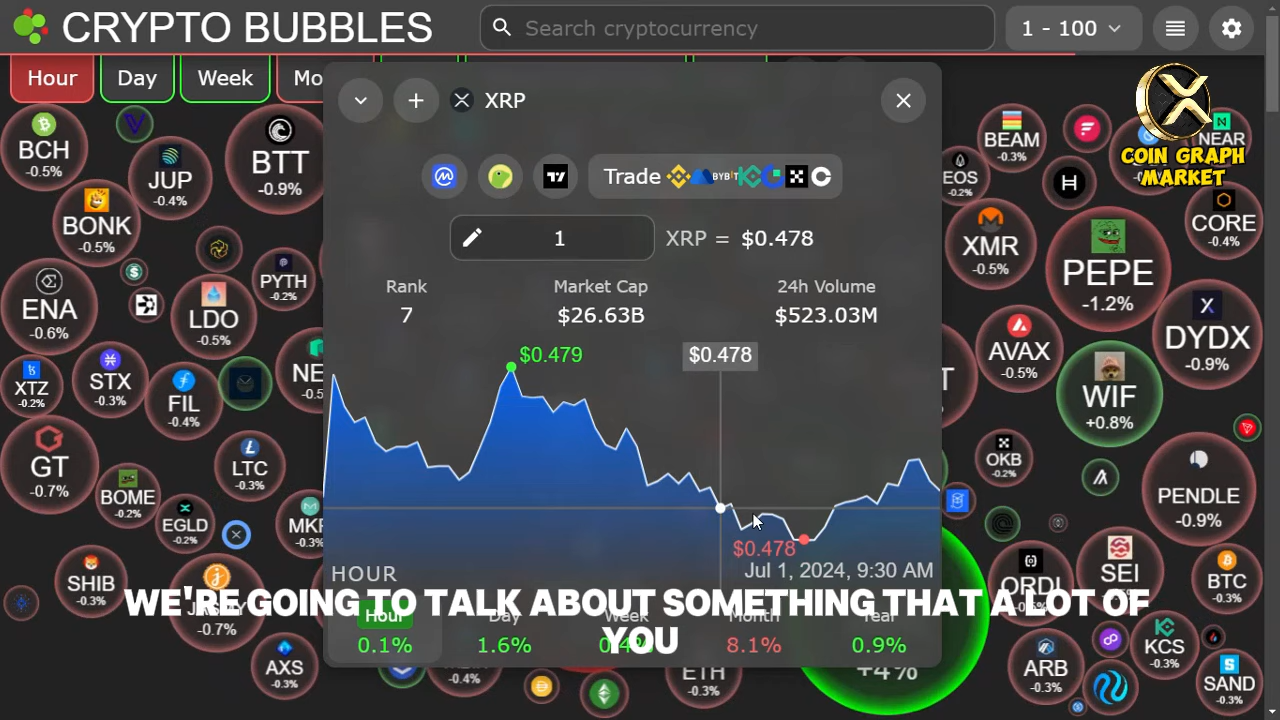 CRYPTO BUBBLES
Search cryptocurrency
1 - 100
Hour
Day
Week
XRP
COIN GRAPH
MARKET
Trade
BYBIT
1
XRP = $0.478
Rank
Market Cap
24h Volume
7
$26.63B
$523.03M
$0.479
$0.478
$0.478
HOUR
Jul 1, 2024, 9:30 AM
WE'RE GOING TO TALK ABOUT SOMETHING THAT A LOT OF
YOU
Hour
Day
Week
Month
Year
0.1%
1.6%
8.1%
0.9%
BCH
-0.5%
JUP
-0.4%
BTT
-0.9%
BONK
-0.5%
PYTH
-0.2%
ENA
-0.6%
LDO
-0.5%
XTZ
-0.2%
STX
-0.3%
FIL
-0.4%
GT
-0.7%
LTC
-0.3%
BOME
-0.2%
EGLD
-0.2%
SHIB
-0.3%
-0.7%
AXS
-0.3%
-0.4%
ETH
-0.3%
+4%
BEAM
-0.3%
NEAR
EOS
-0.2%
XMR
-0.5%
PEPE
-1.2%
CORE
-0.4%
AVAX
-0.5%
DYDX
-0.9%
WIF
+0.8%
OKB
-0.2%
PENDLE
-0.9%
ORDI
SEI
BTC
-0.3%
ARB
-0.3%
KCS
-0.3%
SAND
-0.3%